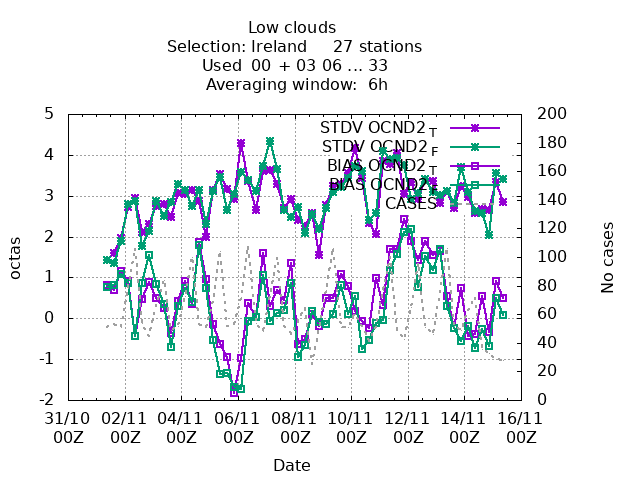 Low clouds
Selection: Ireland 27 stations
Used 00 + 03 06 ... 33
Averaging window: 6h
5
4
3
2
1
0
-1
-2
octas
200
180
160
140
120
100
80
60
40
20
0
No cases
STDV OCND2 T
STDV OCND2 F
BIAS OCND2 T
BIAS OCND2
CASES
31/10 02/11 04/11 06/11 08/11 10/11 12/11 14/11 16/11
00Z 00Z 00Z 00Z 00Z 00Z 00Z 00Z 00Z
Date